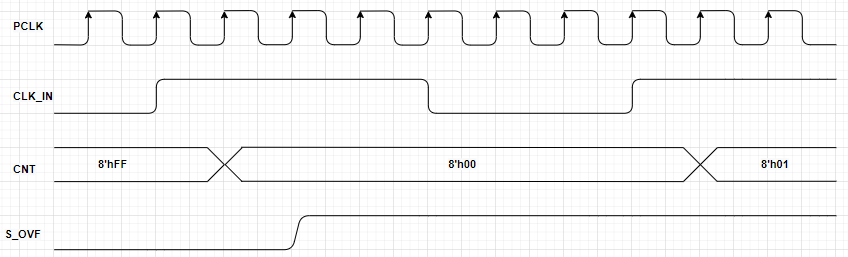 PCLK
CLK_IN
CNT 8'hFF 8'h00 8'h01
S_OVF